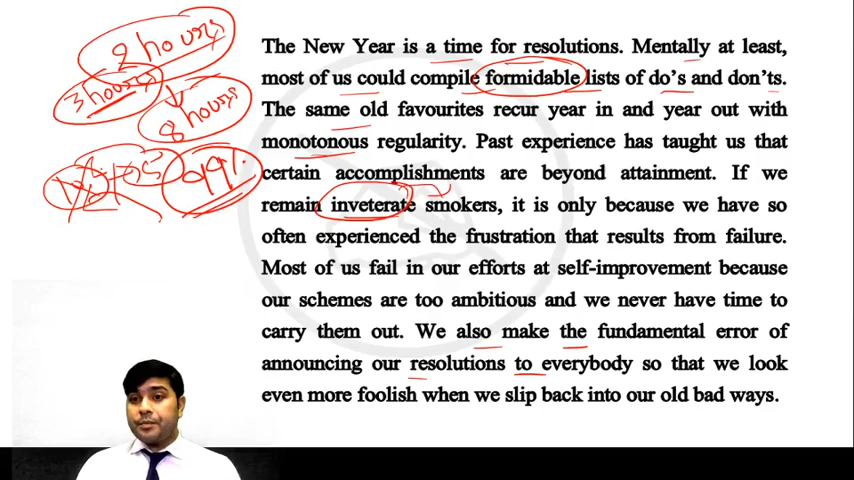 2 hours
3 hours
8 hours
99%
The New Year is a time for resolutions. Mentally at least,
most of us could compile formidable lists of do's and don'ts.
The same old favourites recur year in and year out with
monotonous regularity. Past experience has taught us that
certain accomplishments are beyond attainment. If we
remain inveterate smokers, it is only because we have so
often experienced the frustration that results from failure.
Most of us fail in our efforts at self-improvement because
our schemes are too ambitious and we never have time to
carry them out. We also make the fundamental error of
announcing our resolutions to everybody so that we look
even more foolish when we slip back into our old bad ways.